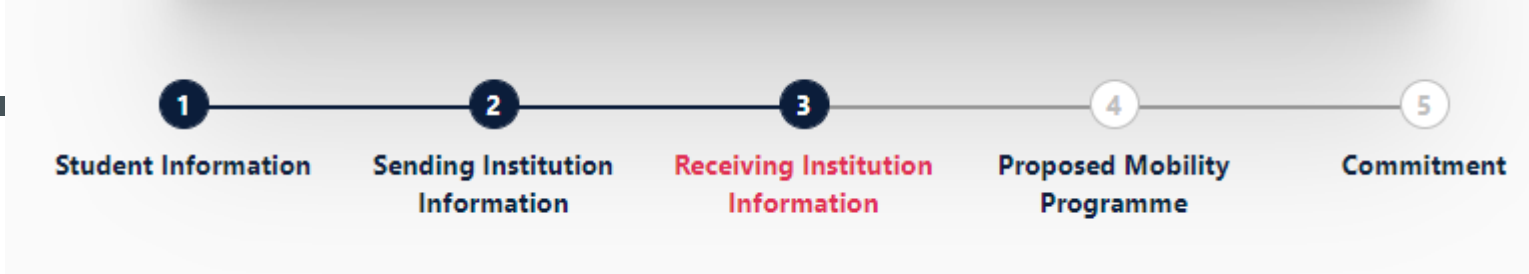 1 2 3 4 5
Student Information
Sending Institution
Information
Receiving Institution
Information
Proposed Mobility
Programme
Commitment